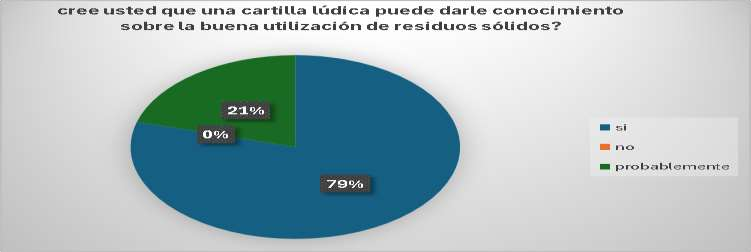 cree usted que una cartilla lúdica puede darle conocimiento
sobre la buena utilización de residuos sólidos?
21%
0%
79%
si
no
probablemente